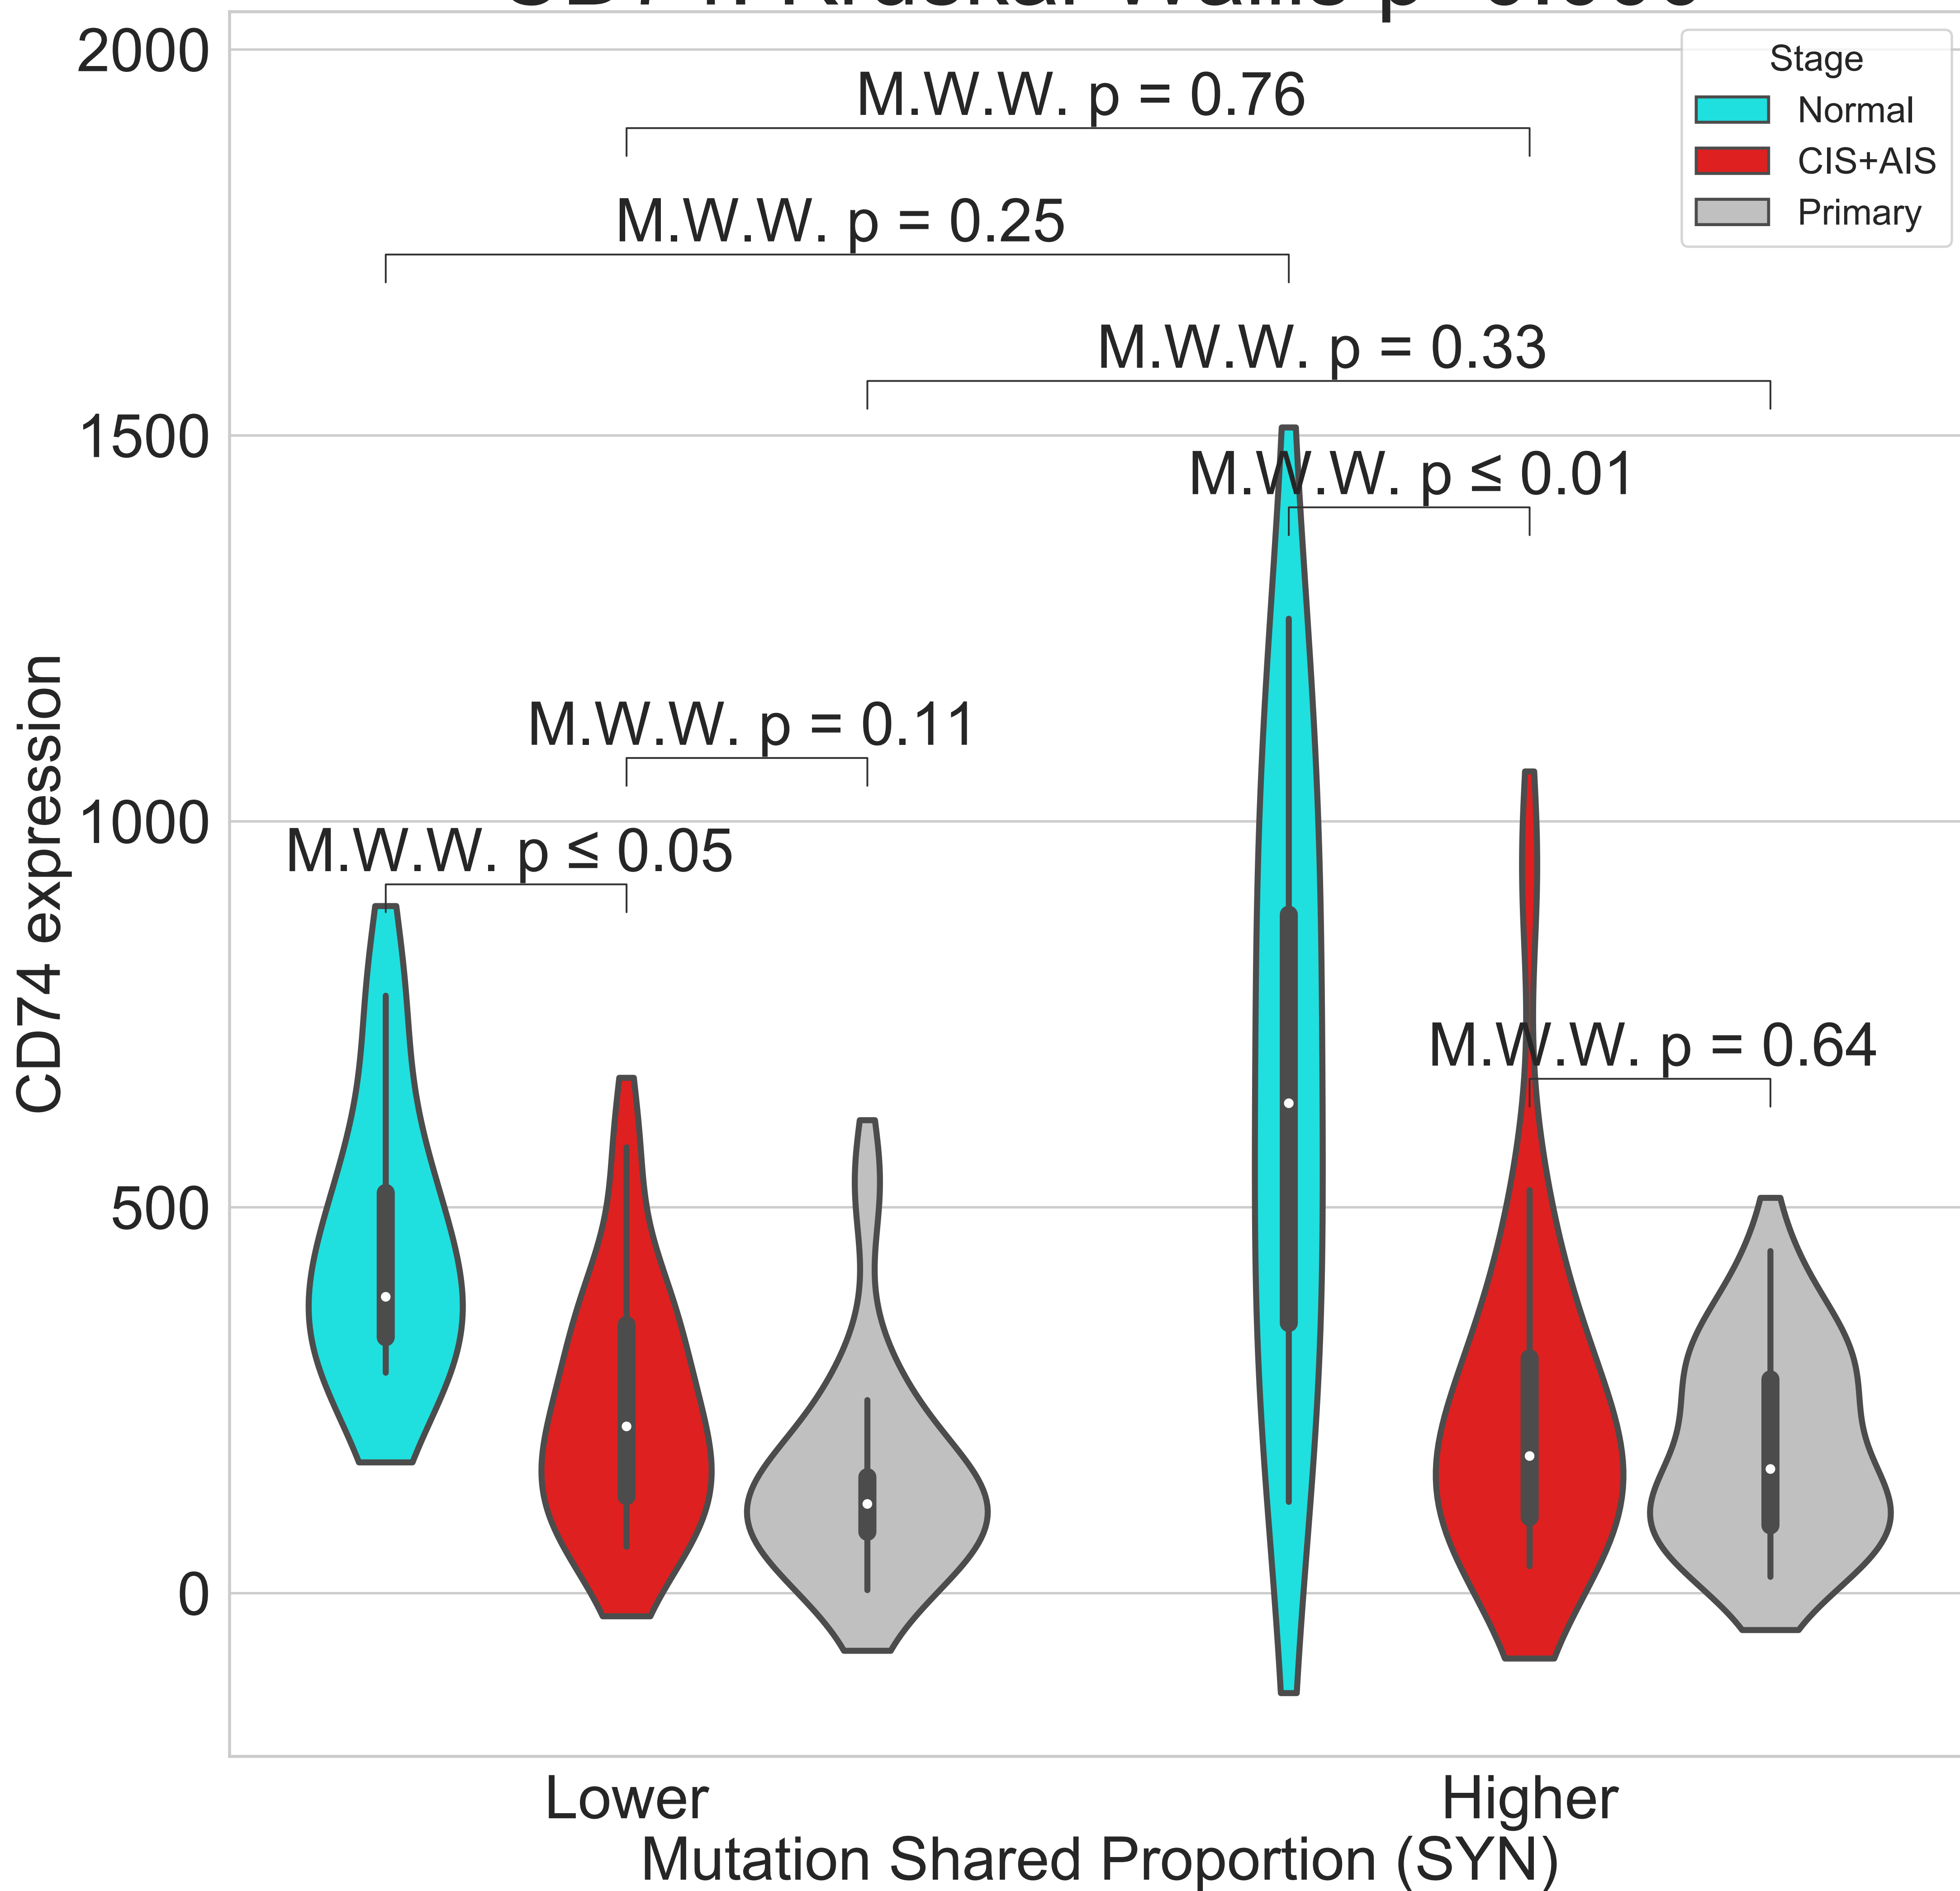 2000
1500
1000
500
0
CD74 expression
Stage
Normal
CIS+AIS
Primary
M.W.W. p = 0.76
M.W.W. p = 0.25
M.W.W. p = 0.33
M.W.W. p ≤ 0.01
M.W.W. p = 0.11
M.W.W. p ≤ 0.05
M.W.W. p = 0.64
Lower
Higher
Mutation Shared Proportion (SYN)